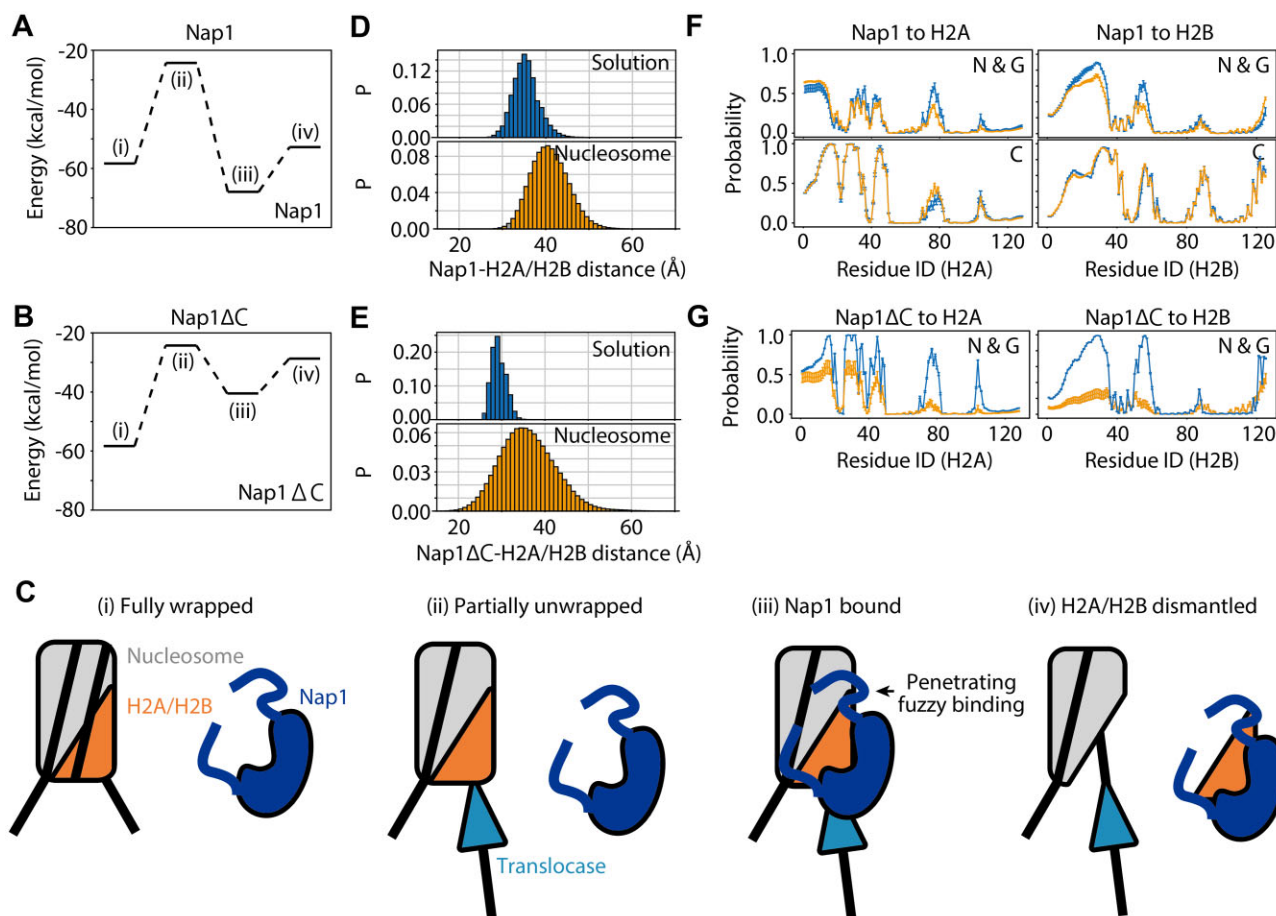 A
Nap1
Energy (kcal/mol)
-20
-40
-60
-80
(i)
(ii)
(iii)
(iv)
Nap1
B
Nap1ΔC
Energy (kcal/mol)
-20
-40
-60
-80
(i)
(ii)
(iii)
(iv)
Nap1 Δ C
D
P
0.12
0.06
0.00
Solution
P
0.08
0.04
0.00
Nucleosome
20 40 60
Nap1-H2A/H2B distance (Å)
E
P
0.20
0.10
0.00
Solution
P
0.06
0.03
0.00
Nucleosome
20 40 60
Nap1ΔC-H2A/H2B distance (Å)
F
Nap1 to H2A
Nap1 to H2B
Probability
1.0
0.5
0.0
N & G
N & G
1.0
0.5
0.0
C
C
0 40 80 120
0 40 80 120
Residue ID (H2A)
Residue ID (H2B)
G
Nap1ΔC to H2A
Nap1ΔC to H2B
Probability
1.0
0.5
0.0
N & G
N & G
0 40 80 120
0 40 80 120
Residue ID (H2A)
Residue ID (H2B)
C
(i) Fully wrapped
Nucleosome
H2A/H2B
Nap1
(ii) Partially unwrapped
Translocase
(iii) Nap1 bound
Penetrating
fuzzy binding
(iv) H2A/H2B dismantled